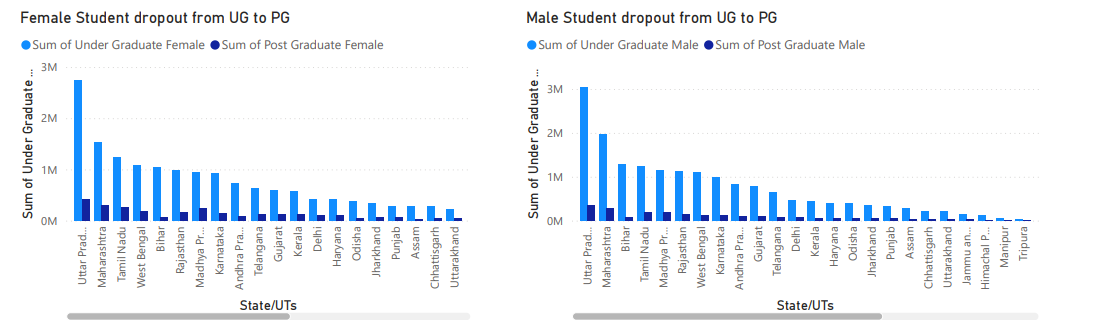 Female Student dropout from UG to PG
Sum of Under Graduate Female Sum of Post Graduate Female
Sum of Under Graduate ...
3M
2M
1M
0M
Uttar Prad...
Maharashtra
Tamil Nadu
West Bengal
Bihar
Rajasthan
Madhya Pr...
Karnataka
Andhra Pra...
Telangana
Gujarat
Kerala
Delhi
Haryana
Odisha
Jharkhand
Punjab
Assam
Chhattisgarh
Uttarakhand
State/UTs
Male Student dropout from UG to PG
Sum of Under Graduate Male Sum of Post Graduate Male
Sum of Under Graduate ...
3M
2M
1M
0M
Uttar Prad...
Maharashtra
Bihar
Tamil Nadu
Madhya Pr...
Rajasthan
West Bengal
Karnataka
Andhra Pra...
Gujarat
Telangana
Delhi
Kerala
Haryana
Odisha
Jharkhand
Punjab
Assam
Chhattisgarh
Uttarakhand
Jammu an...
Himachal P...
Manipur
Tripura
State/UTs